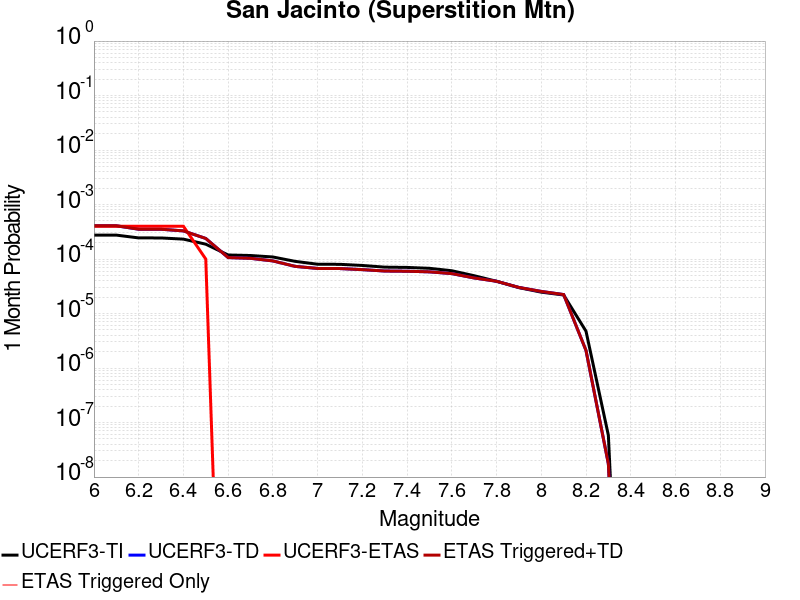 San Jacinto (Superstition Mtn)
10^0
10^-1
10^-2
10^-3
10^-4
10^-5
10^-6
10^-7
10^-8
1 Month Probability
6 6.2 6.4 6.6 6.8 7 7.2 7.4 7.6 7.8 8 8.2 8.4 8.6 8.8 9
Magnitude
UCERF3-TI UCERF3-TD UCERF3-ETAS ETAS Triggered+TD
ETAS Triggered Only